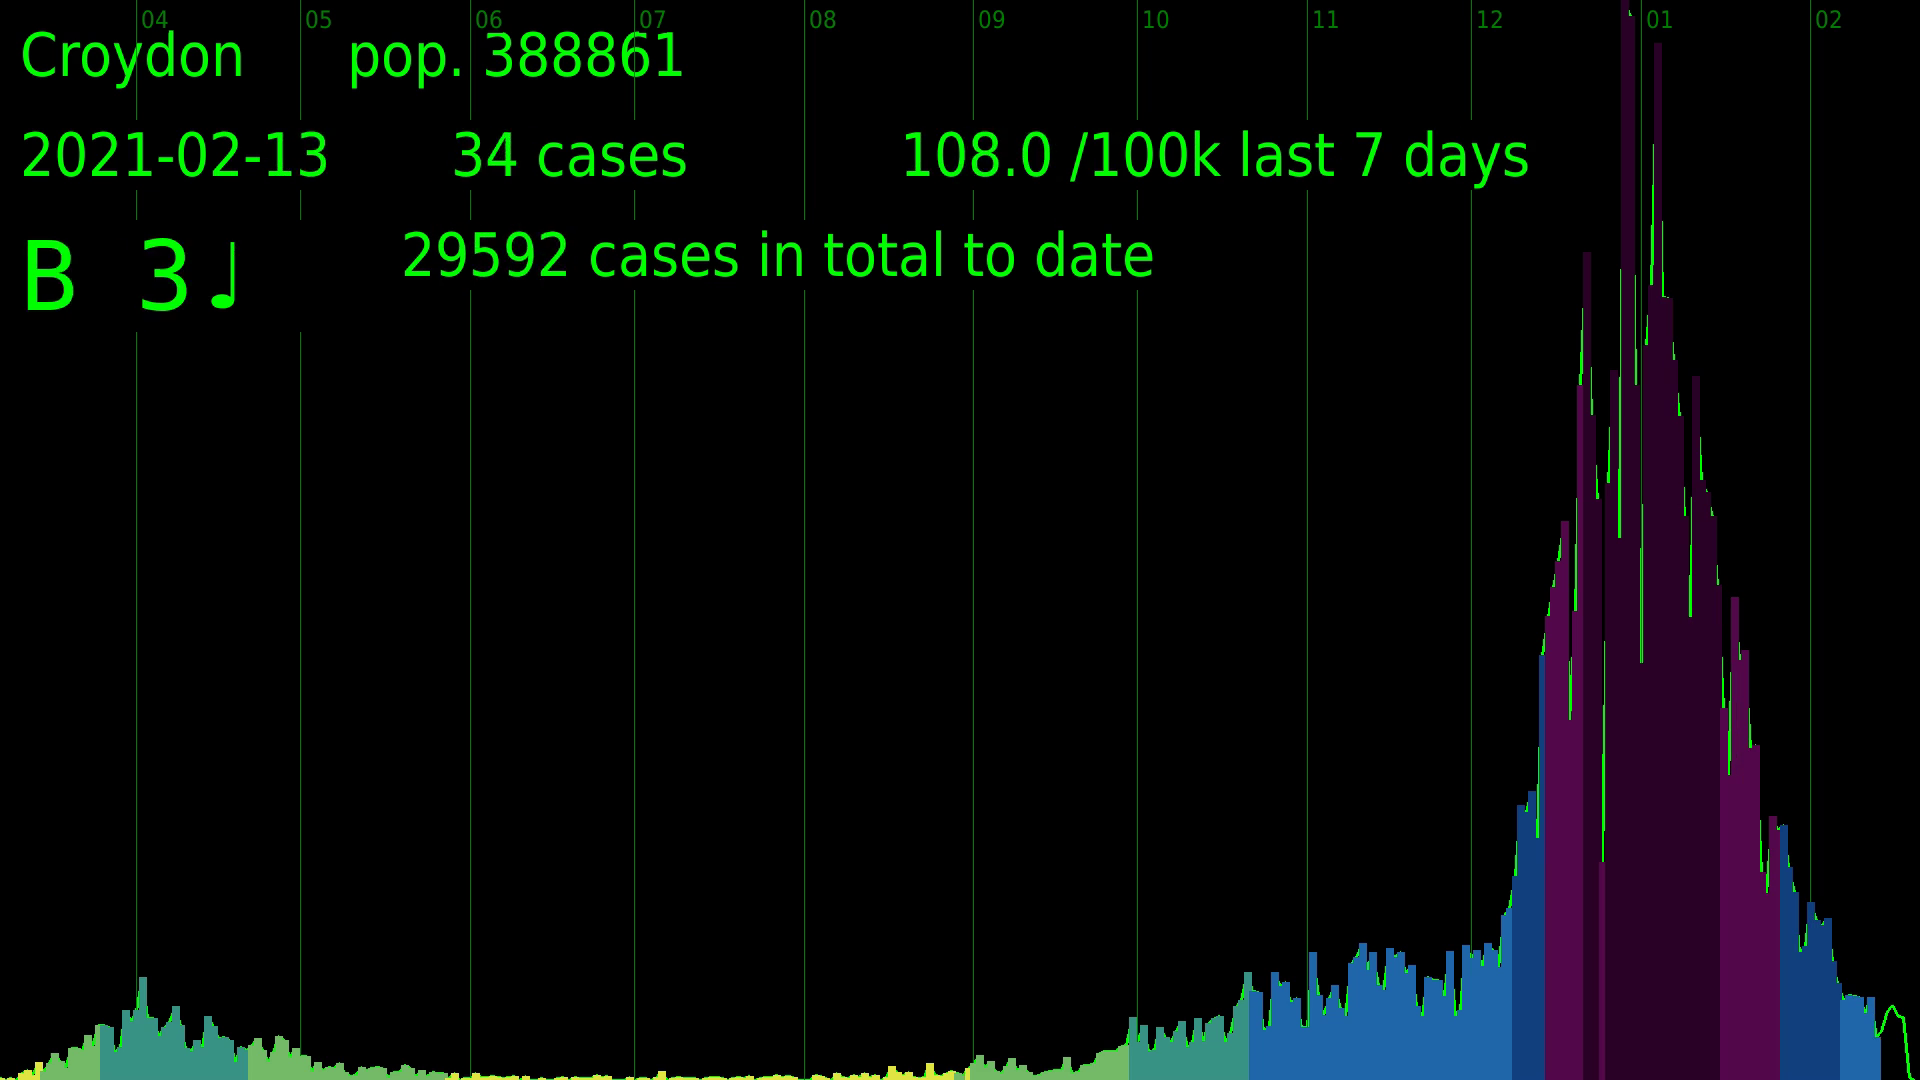 04 05 06 07 08 09 10 11 12 01 02
Croydon pop. 388861
2021-02-13 34 cases 108.0 /100k last 7 days
B 3♩ 29592 cases in total to date